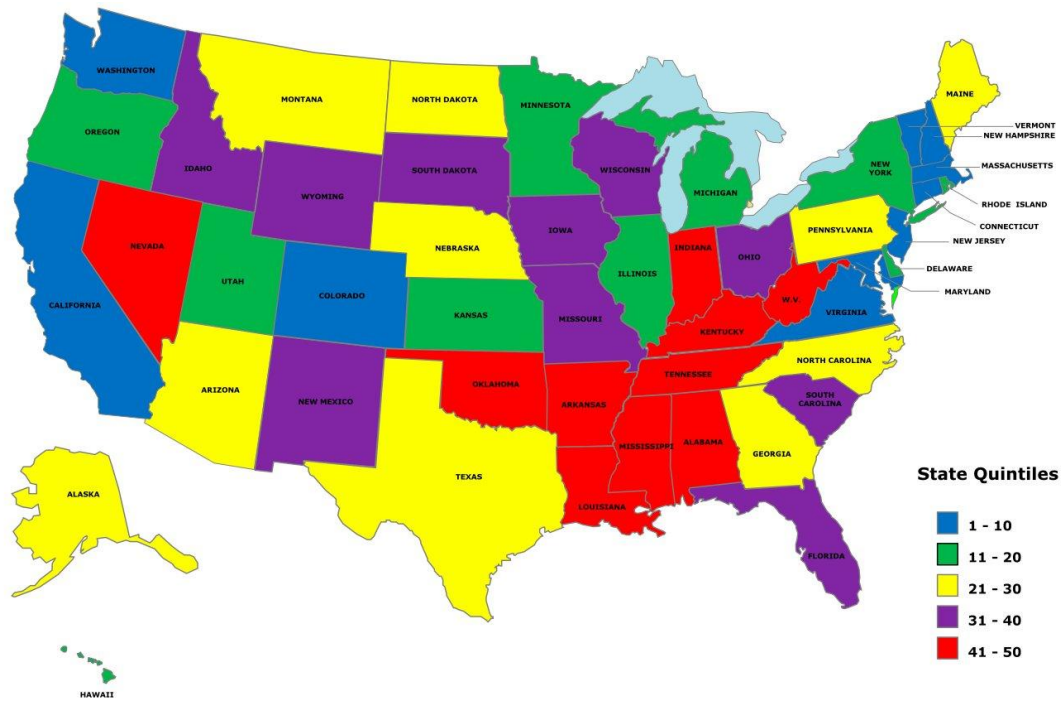 WASHINGTON
MONTANA
NORTH DAKOTA
MINNESOTA
MAINE
VERMONT
NEW HAMPSHIRE
OREGON
IDAHO
WYOMING
SOUTH DAKOTA
WISCONSIN
MICHIGAN
NEW
YORK
MASSACHUSETTS
RHODE ISLAND
CONNECTICUT
NEW JERSEY
NEVADA
UTAH
COLORADO
NEBRASKA
IOWA
ILLINOIS
INDIANA
OHIO
PENNSYLVANIA
DELAWARE
MARYLAND
CALIFORNIA
KANSAS
MISSOURI
KENTUCKY
W.V.
VIRGINIA
ARIZONA
NEW MEXICO
OKLAHOMA
ARKANSAS
TENNESSEE
NORTH CAROLINA
SOUTH
CAROLINA
TEXAS
LOUISIANA
MISSISSIPPI
ALABAMA
GEORGIA
FLORIDA
ALASKA
HAWAII
State Quintiles
1 - 10
11 - 20
21 - 30
31 - 40
41 - 50